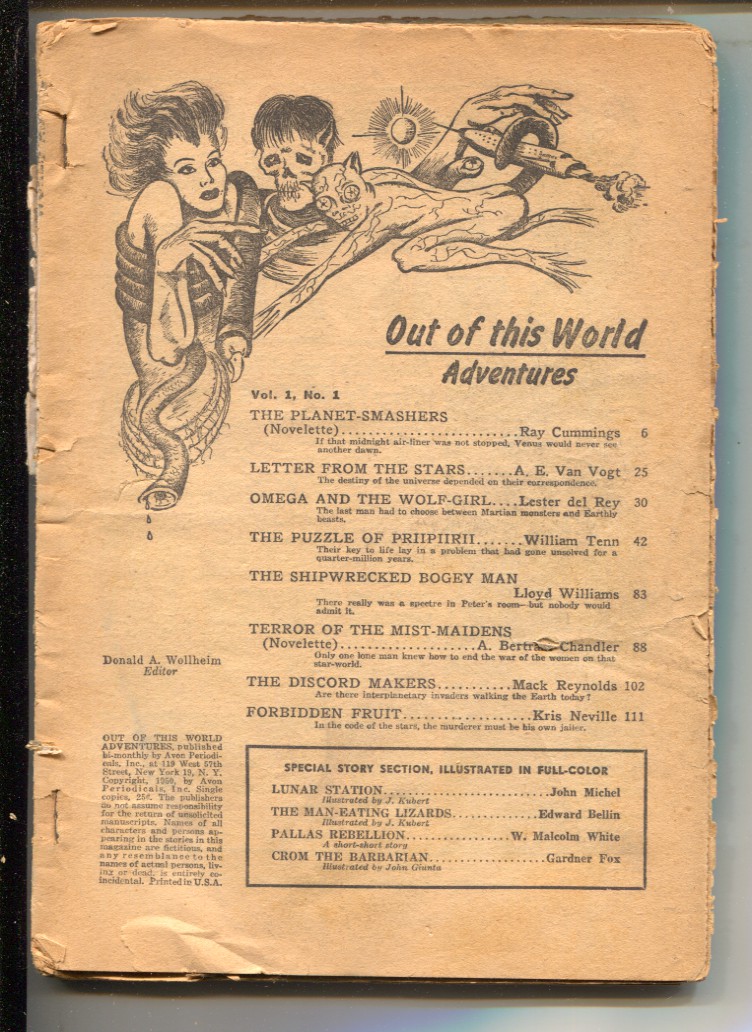 Out of this World
Adventures
Vol. 1, No. 1
THE PLANET-SMASHERS
(Novelette)..........................Ray Cummings 6
If that midnight air-liner was not stopped, Venus would never see
another dawn.
LETTER FROM THE STARS.......A. E. Van Vogt 25
The destiny of the universe depended on their correspondence.
OMEGA AND THE WOLF-GIRL....Lester del Rey 30
The last man had to choose between Martian monsters and Earthly
beasts.
THE PUZZLE OF PRIIPIIRII.......William Tenn 42
Their key to life lay in a problem that had gone unsolved for a
quarter-million years.
THE SHIPWRECKED BOGEY MAN
Lloyd Williams 83
There really was a spectre in Peter's room—but nobody would
admit it.
TERROR OF THE MIST-MAIDENS
(Novelette)....................A. Bertram Chandler 88
Only one lone man knew how to end the war of the women on that
star-world.
THE DISCORD MAKERS...........Mack Reynolds 102
Are there interplanetary invaders walking the Earth today?
FORBIDDEN FRUIT...................Kris Neville 111
In the code of the stars, the murderer must be his own jailer.
Donald A. Wollheim
Editor
OUT OF THIS WORLD
ADVENTURES, published
bi-monthly by Avon Periodi-
cals, Inc., at 119 West 57th
Street, New York 19, N. Y.
Copyright, 1950, by Avon
Periodicals, Inc. Single
copies, 25¢. The publishers
do not assume responsibility
for the return of unsolicited
manuscripts. Names of all
characters and persons ap-
pearing in the stories in this
magazine are fictitious, and
any resemblance to the
names of actual persons, liv-
ing or dead, is entirely co-
incidental. Printed in U.S.A.
SPECIAL STORY SECTION, ILLUSTRATED IN FULL-COLOR
LUNAR STATION............................John Michel
Illustrated by J. Kubert
THE MAN-EATING LIZARDS..............Edward Bellin
Illustrated by J. Kubert
PALLAS REBELLION..................W. Malcolm White
A short-short story
CROM THE BARBARIAN....................Gardner Fox
Illustrated by John Giunta